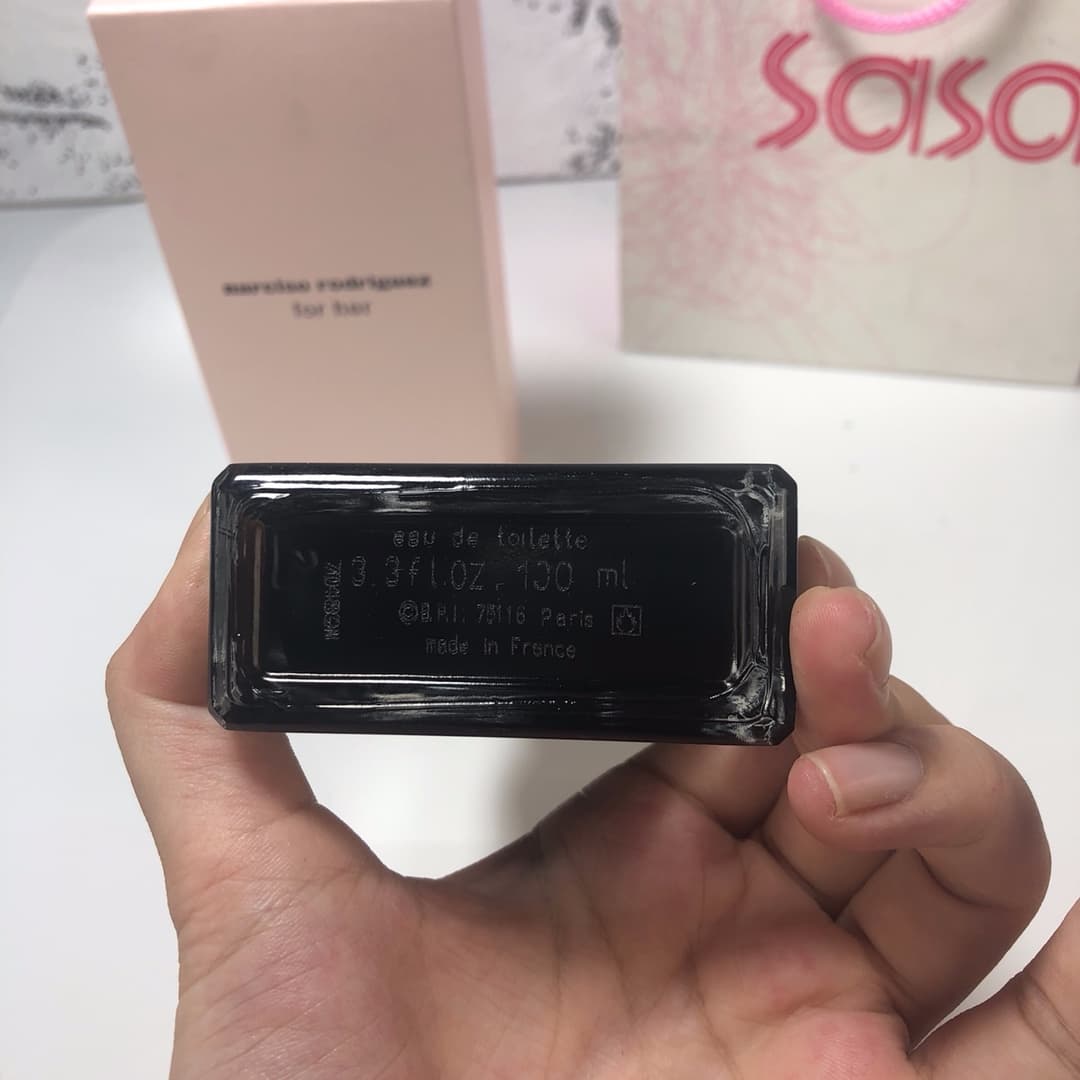 sasa
narciso rodriguez
for her
eau de toilette
3.3fl.oz. 100 ml
©B.P.I. 75116 Paris
made in France